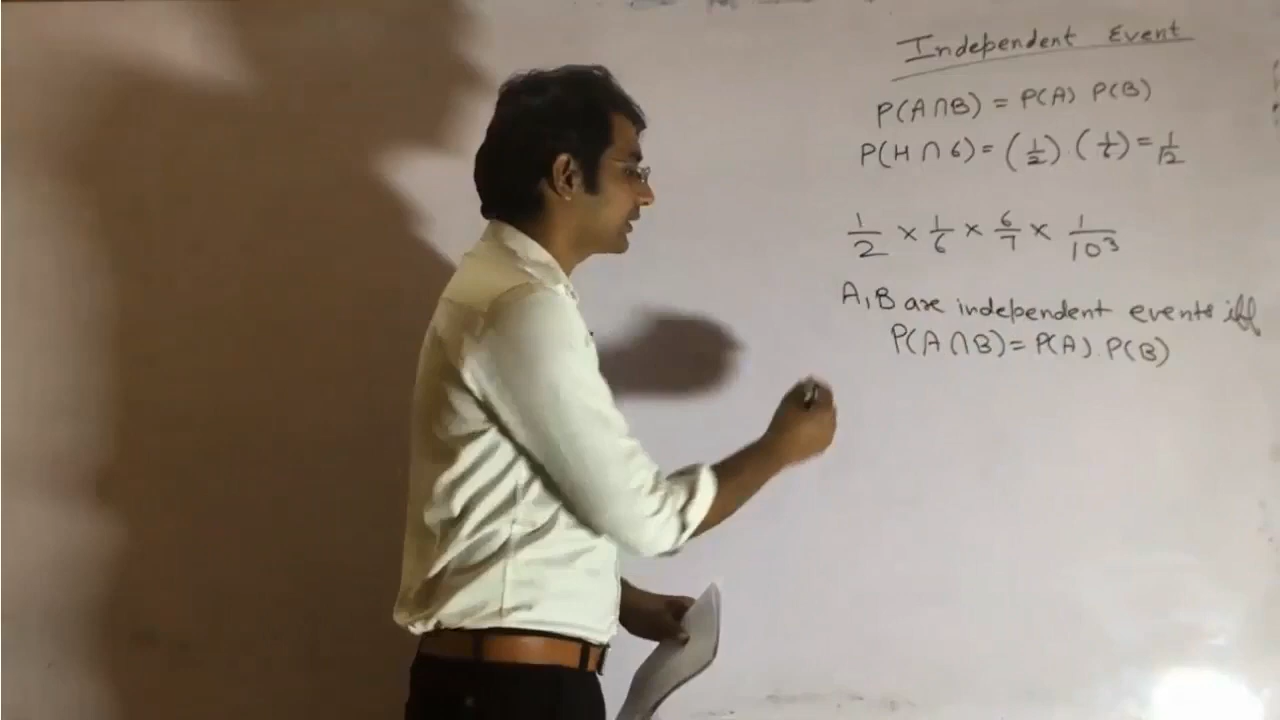 Independent Event
P(A∩B) = P(A) P(B)
P(H∩6) = (1/2).(1/6) = 1/12
1/2 × 1/6 × 6/7 × 1/10³
A,B are independent events iff
P(A∩B) = P(A).P(B)